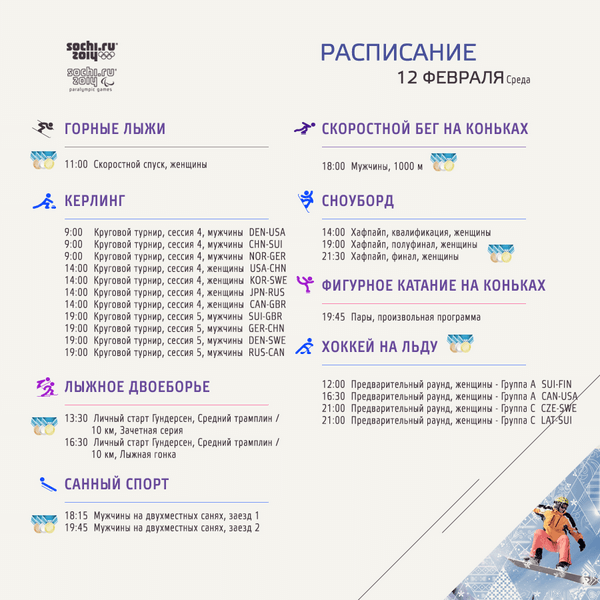 sochi.ru
2014
sochi.ru
2014
paralympic games
РАСПИСАНИЕ
12 ФЕВРАЛЯ Среда
ГОРНЫЕ ЛЫЖИ
11:00 Скоростной спуск, женщины
КЕРЛИНГ
9:00 Круговой турнир, сессия 4, мужчины DEN-USA
9:00 Круговой турнир, сессия 4, мужчины CHN-SUI
9:00 Круговой турнир, сессия 4, мужчины NOR-GER
14:00 Круговой турнир, сессия 4, женщины USA-CHN
14:00 Круговой турнир, сессия 4, женщины KOR-SWE
14:00 Круговой турнир, сессия 4, женщины JPN-RUS
14:00 Круговой турнир, сессия 4, женщины CAN-GBR
19:00 Круговой турнир, сессия 5, мужчины SUI-GBR
19:00 Круговой турнир, сессия 5, мужчины GER-CHN
19:00 Круговой турнир, сессия 5, мужчины DEN-SWE
19:00 Круговой турнир, сессия 5, мужчины RUS-CAN
ЛЫЖНОЕ ДВОЕБОРЬЕ
13:30 Личный старт Гундерсен, Средний трамплин /
10 км, Зачетная серия
16:30 Личный старт Гундерсен, Средний трамплин /
10 км, Лыжная гонка
САННЫЙ СПОРТ
18:15 Мужчины на двухместных санях, заезд 1
19:45 Мужчины на двухместных санях, заезд 2
СКОРОСТНОЙ БЕГ НА КОНЬКАХ
18:00 Мужчины, 1000 м
СНОУБОРД
14:00 Хафпайп, квалификация, женщины
19:00 Хафпайп, полуфинал, женщины
21:30 Хафпайп, финал, женщины
ФИГУРНОЕ КАТАНИЕ НА КОНЬКАХ
19:45 Пары, произвольная программа
ХОККЕЙ НА ЛЬДУ
12:00 Предварительный раунд, женщины - Группа A SUI-FIN
16:30 Предварительный раунд, женщины - Группа A CAN-USA
21:00 Предварительный раунд, женщины - Группа C CZE-SWE
21:00 Предварительный раунд, женщины - Группа C LAT-SUI